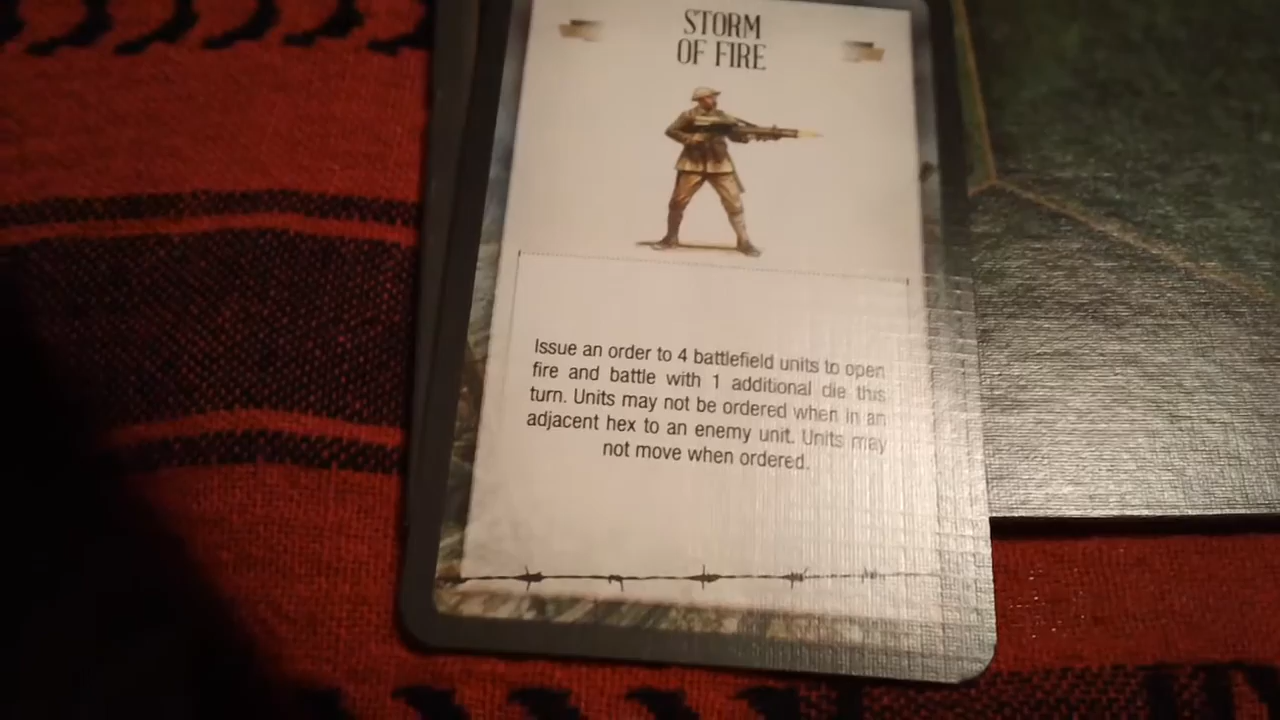 STORM
OF FIRE
Issue an order to 4 battlefield units to open
fire and battle with 1 additional die this
turn. Units may not be ordered when in an
adjacent hex to an enemy unit. Units may
not move when ordered.